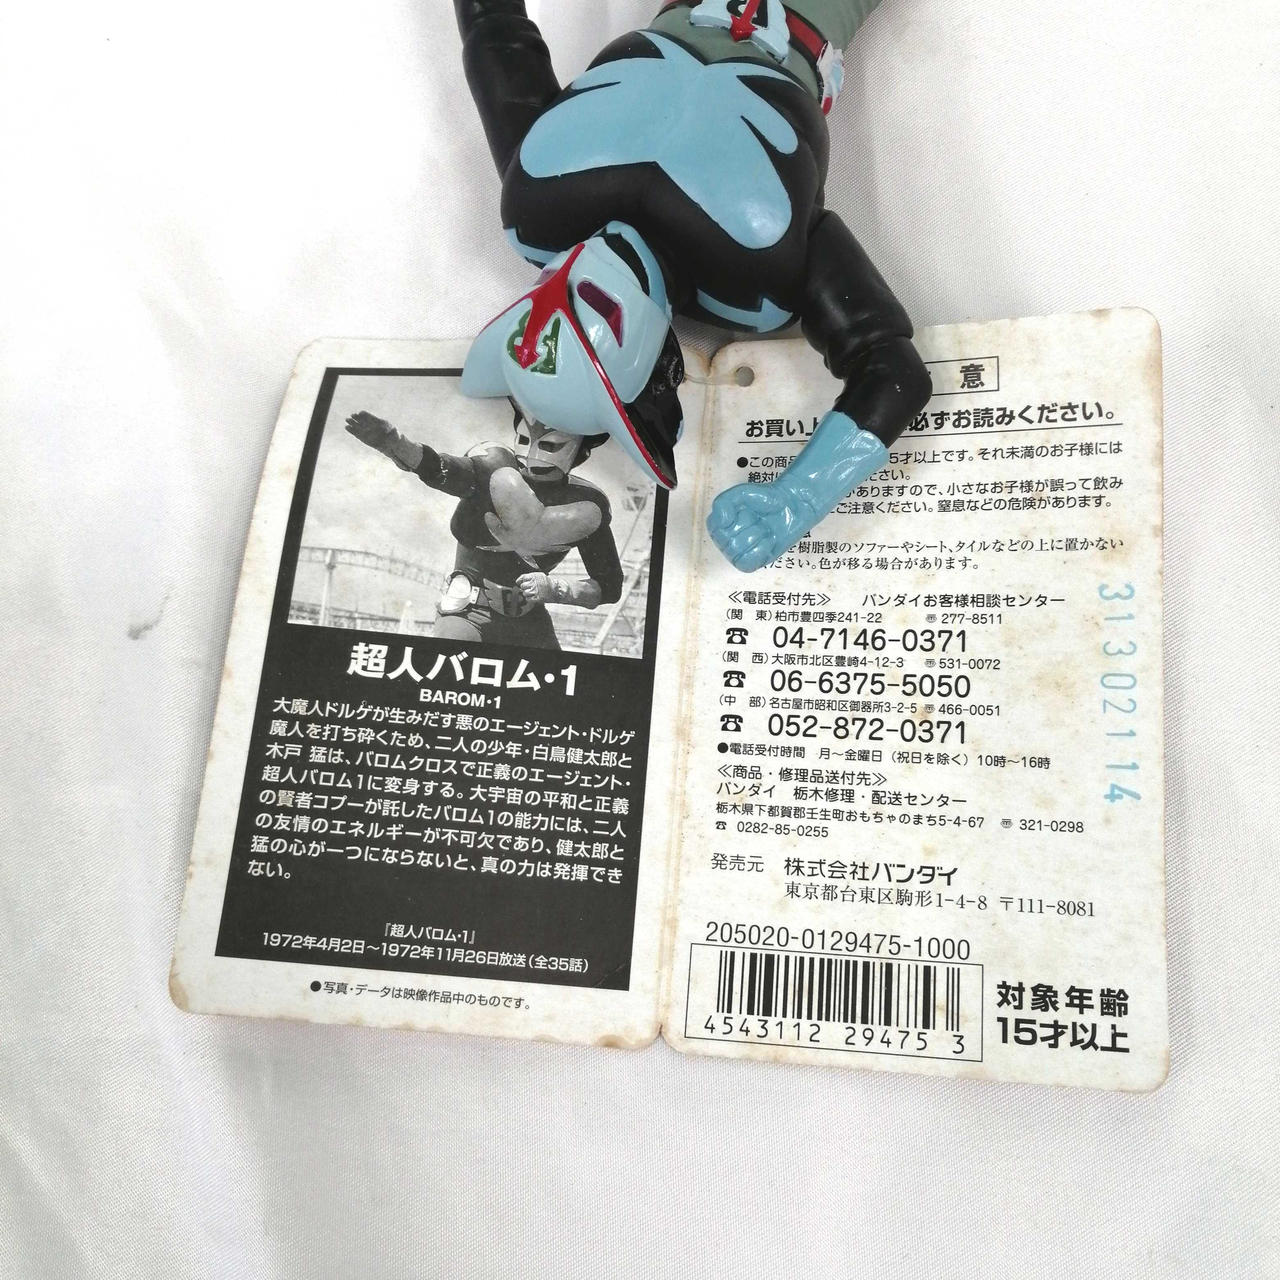 超人バロム・1
BAROM・1
大魔人ドルゲが生みだす悪のエージェント・ドルゲ
魔人を打ち砕くため、二人の少年・白鳥健太郎と
木戸 猛は、バロムクロスで正義のエージェント・
超人バロム1に変身する。大宇宙の平和と正義
の賢者コプーが託したバロム1の能力には、二人
の友情のエネルギーが不可欠であり、健太郎と
猛の心が一つにならないと、真の力は発揮でき
ない。
『超人バロム・1』
1972年4月2日～1972年11月26日放送(全35話)
●写真・データは映像作品中のものです。
意
お買い上 必ずお読みください。
●この商品 5才以上です。それ未満のお子様には
絶対 ださい。
がありますので、小さなお子様が誤って飲み
ご注意ください。窒息などの危険があります。
樹脂製のソファーやシート、タイルなどの上に置かない
ください。色が移る場合があります。
≪電話受付先≫ バンダイお客様相談センター
(関 東)柏市豊四季241-22 〠277-8511
☎ 04-7146-0371
(関 西)大阪市北区豊崎4-12-3 〠531-0072
☎ 06-6375-5050
(中 部)名古屋市昭和区御器所3-2-5 〠466-0051
☎ 052-872-0371
●電話受付時間 月～金曜日(祝日を除く)10時～16時
≪商品・修理品送付先≫
バンダイ 栃木修理・配送センター
栃木県下都賀郡壬生町おもちゃのまち5-4-67 〠321-0298
☎ 0282-85-0255
発売元 株式会社バンダイ
東京都台東区駒形1-4-8 〒111-8081
205020-0129475-1000
4543112 29475 3
対象年齢
15才以上
3130211 4